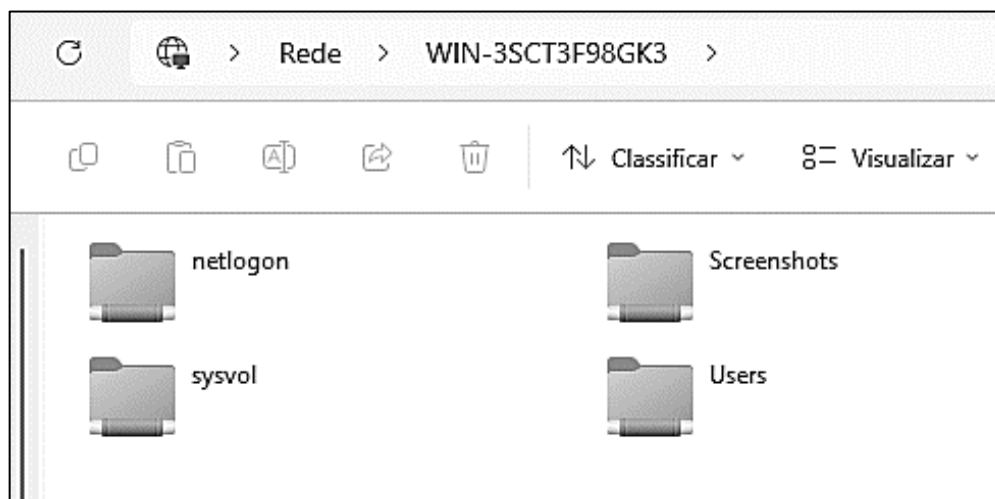 Rede > WIN-3SCT3F98GK3 >
Classificar Visualizar
netlogon Screenshots
sysvol Users